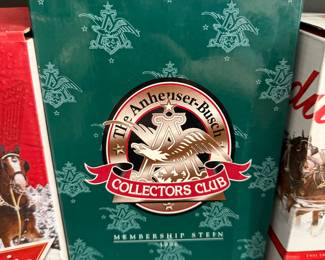 The Anheuser-Busch
COLLECTORS CLUB
MEMBERSHIP STEIN